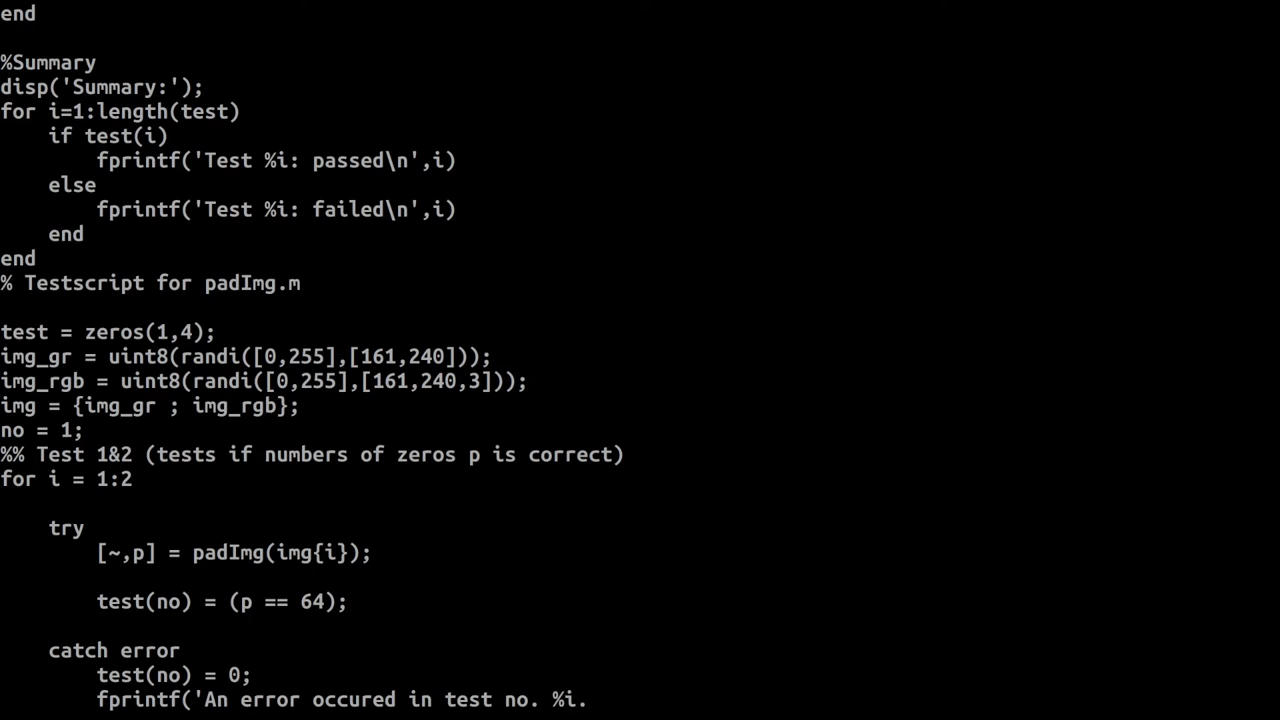 end
%Summary
disp('Summary:');
for i=1:length(test)
    if test(i)
        fprintf('Test %i: passed\n',i)
    else
        fprintf('Test %i: failed\n',i)
    end
end
% Testscript for padImg.m
test = zeros(1,4);
img_gr = uint8(randi([0,255],[161,240]));
img_rgb = uint8(randi([0,255],[161,240,3]));
img = {img_gr ; img_rgb};
no = 1;
%% Test 1&2 (tests if numbers of zeros p is correct)
for i = 1:2
    try
        [~,p] = padImg(img{i});
        test(no) = (p == 64);
    catch error
        test(no) = 0;
        fprintf('An error occured in test no. %i.